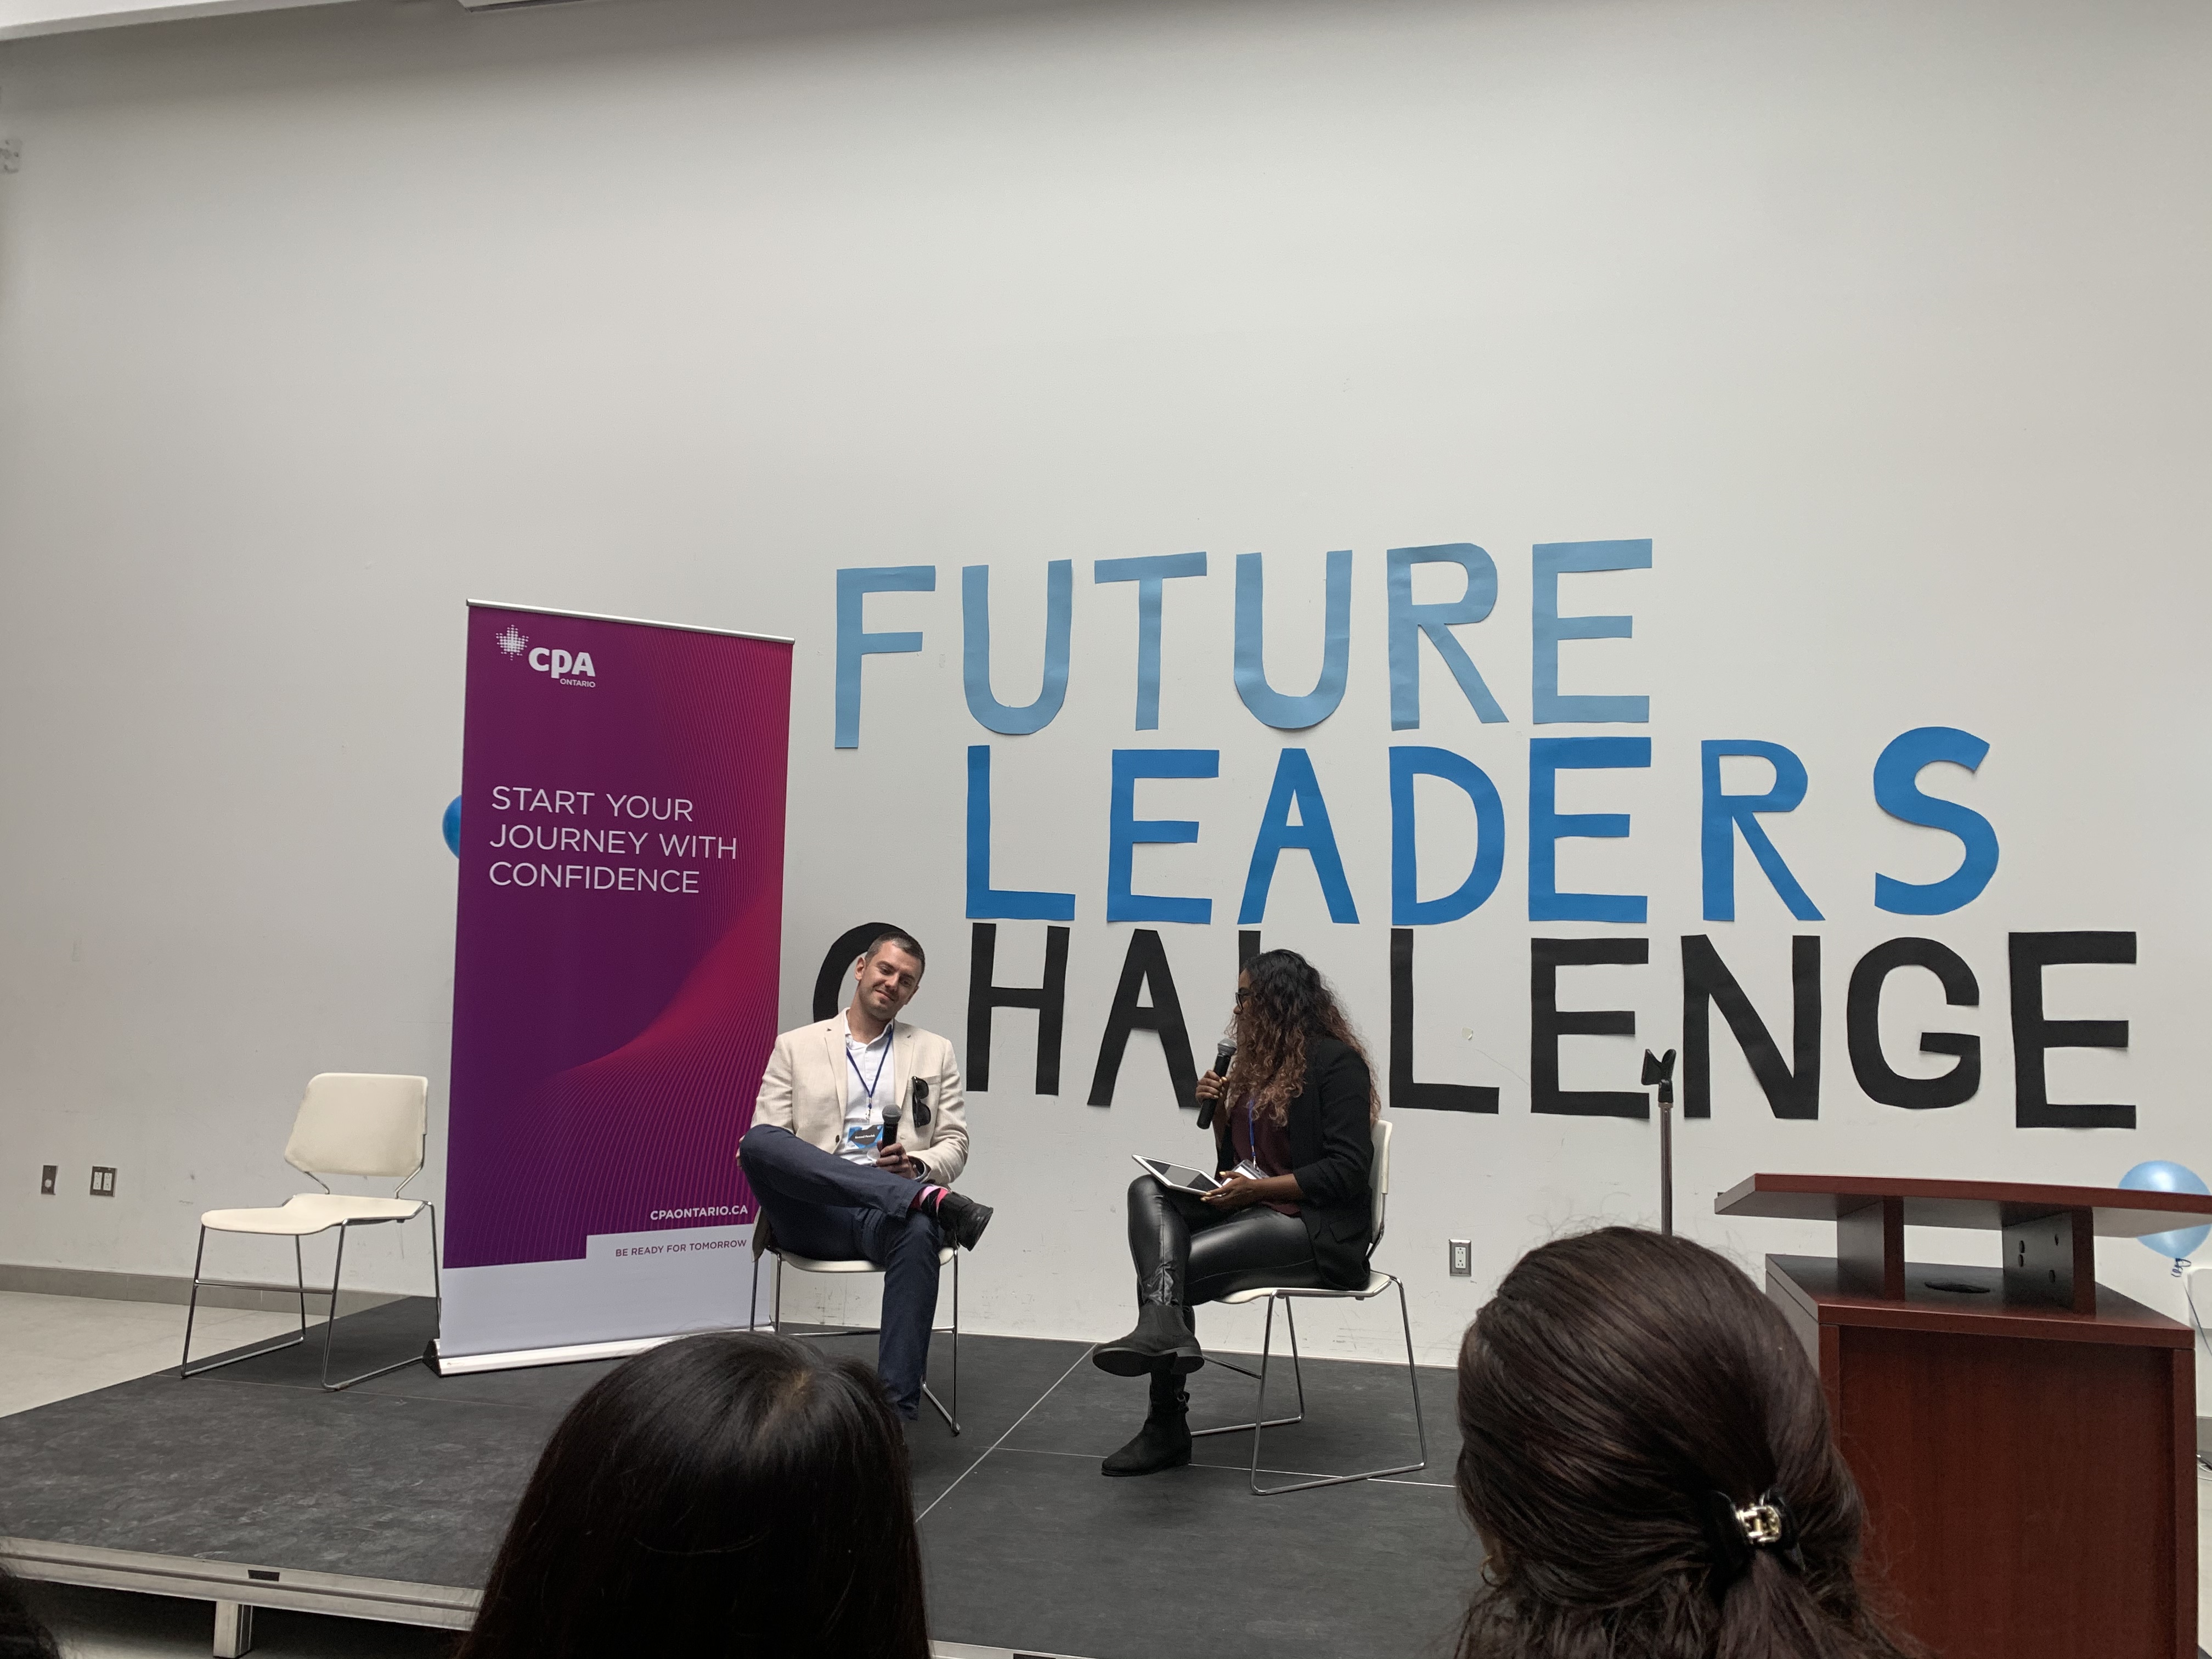 cpa
ONTARIO
START YOUR
JOURNEY WITH
CONFIDENCE
CPAONTARIO.CA
BE READY FOR TOMORROW
FUTURE
LEADERS
CHALLENGE